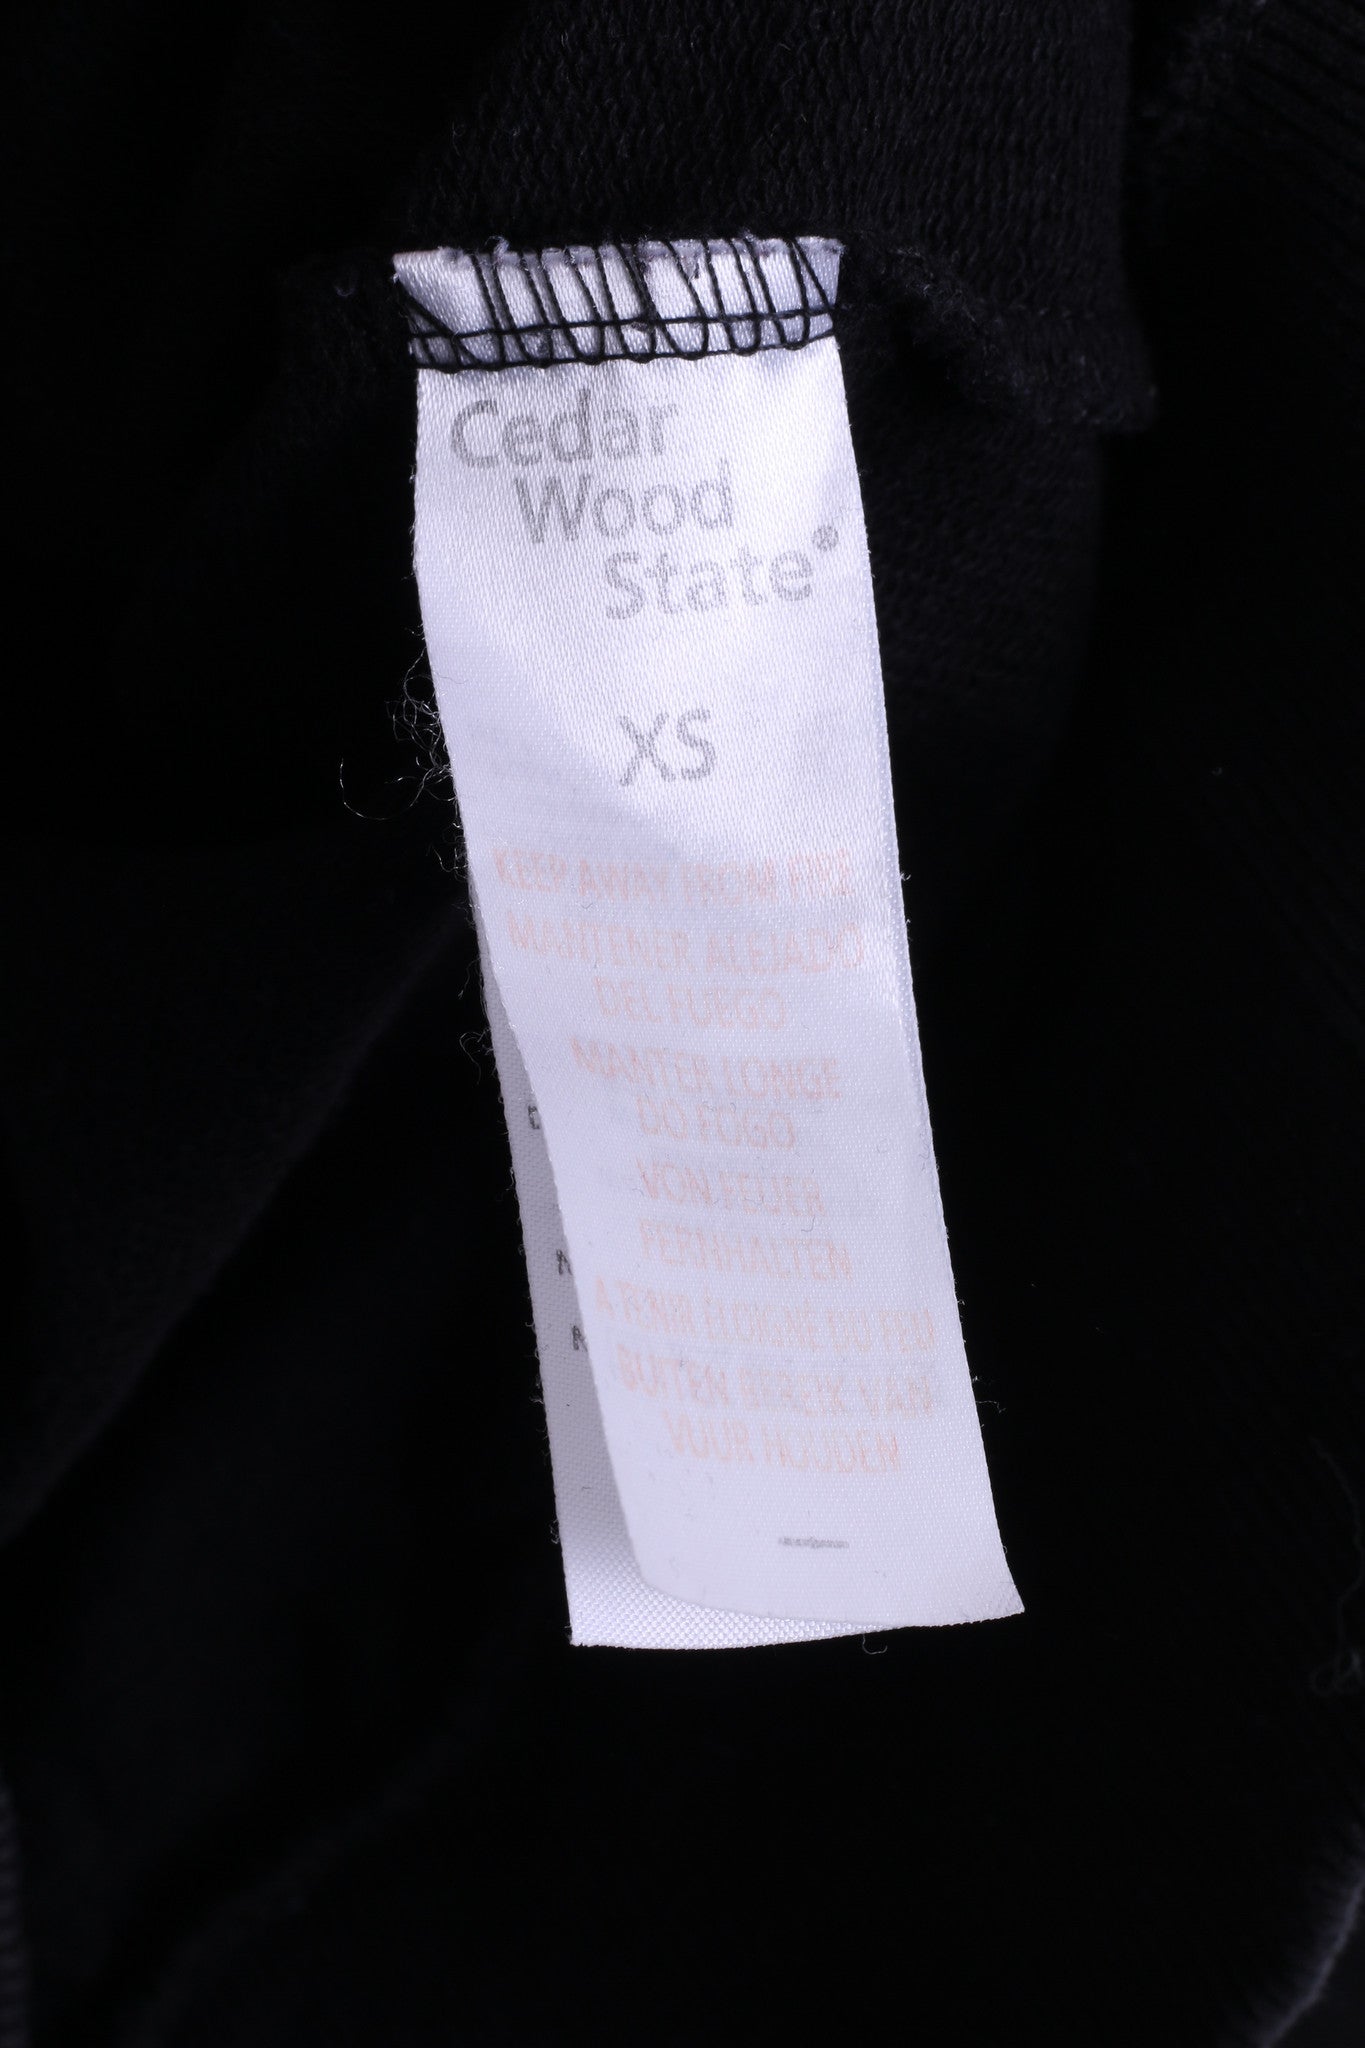 Cedar
Wood
State®
XS
KEEP AWAY FROM FIRE
MANTENER ALEJADO
DEL FUEGO
MANTER LONGE
DO FOGO
VON FEUER
FERNHALTEN
A TENIR ÉLOIGNÉ DU FEU
BUITEN BEREIK VAN
VUUR HOUDEN